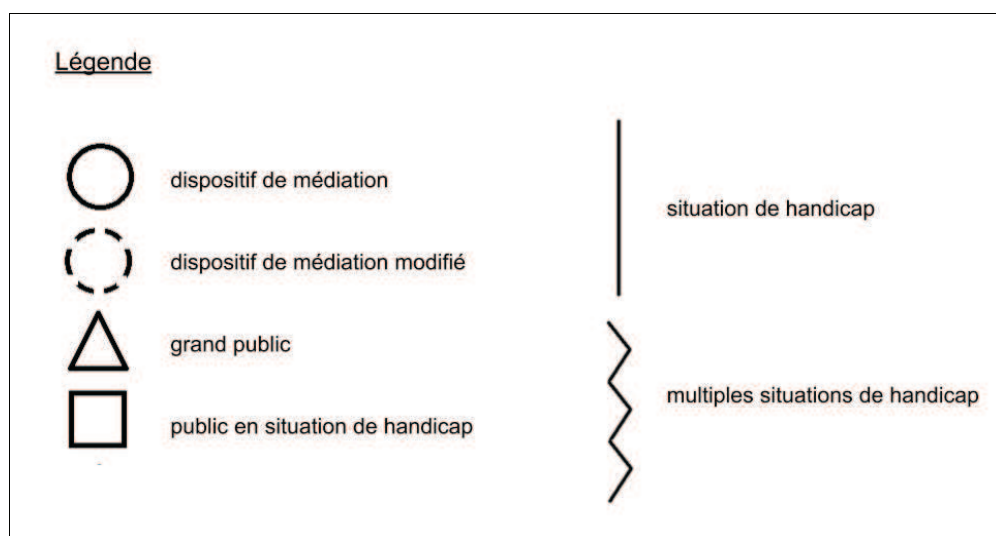 Légende
dispositif de médiation
dispositif de médiation modifié
grand public
public en situation de handicap
situation de handicap
multiples situations de handicap